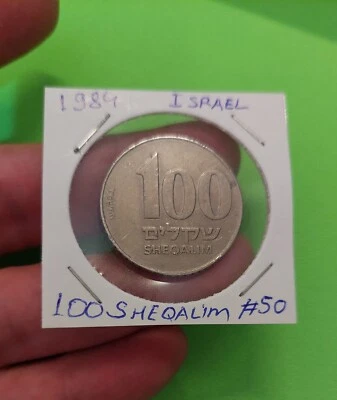 1984 ISRAEL
100
שקלים
SHEQALIM
100 SHEQALIM #50